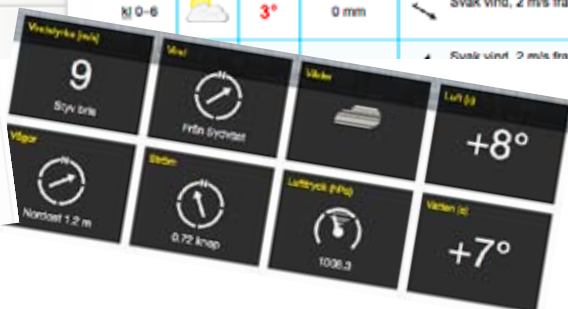 kl 0–6 3° 0 mm Svak vind, 2 m/s fra
Svak vind, 2 m/s fra
Vindstyrka (m/s)
9
Styv bris
Vind
N
Från Sydväst
Väder
Luft (c)
+8°
Vågor
Nordost 1.2 m
Ström
N
0.72 knop
Lufttryck (hPa)
1008.3
Vatten (c)
+7°